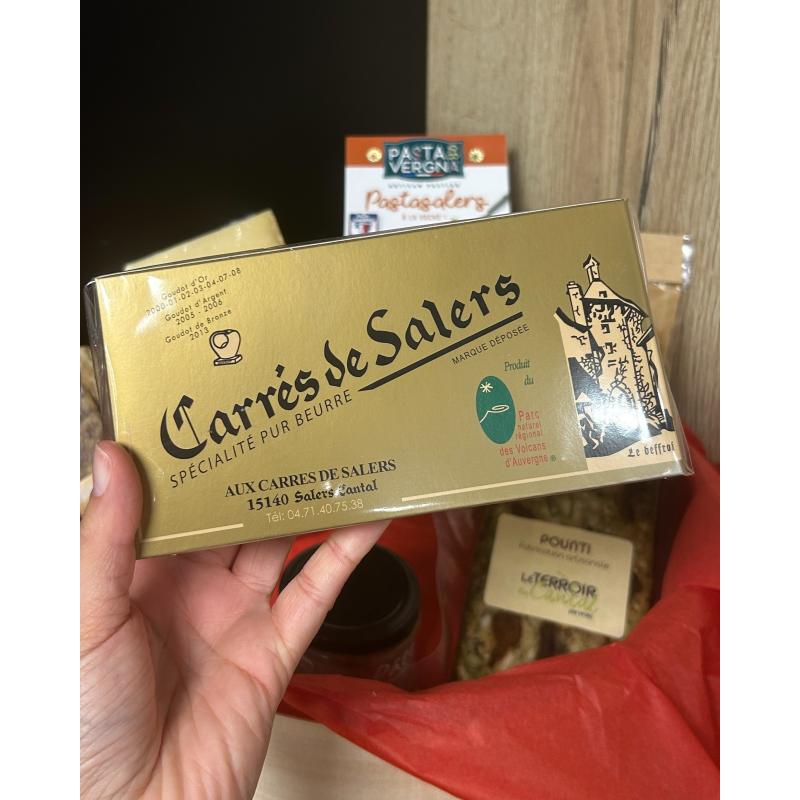 PASTA
VERGNA
Pastasalers
Goudot d'Or
2000-01-02-03-04-07-08
Goudot d'Argent
2005 - 2006
Goudot de Bronze
2013
Carrés de Salers
MARQUE DÉPOSÉE
SPÉCIALITÉ PUR BEURRE
AUX CARRES DE SALERS
15140 Salers Cantal
Tél: 04.71.40.75.38
Produit
du
Parc
naturel
régional
des Volcans
d'Auvergne
Le beffroi
POUNTI
Fabrication artisanale
Le TERROIR
du Cantal